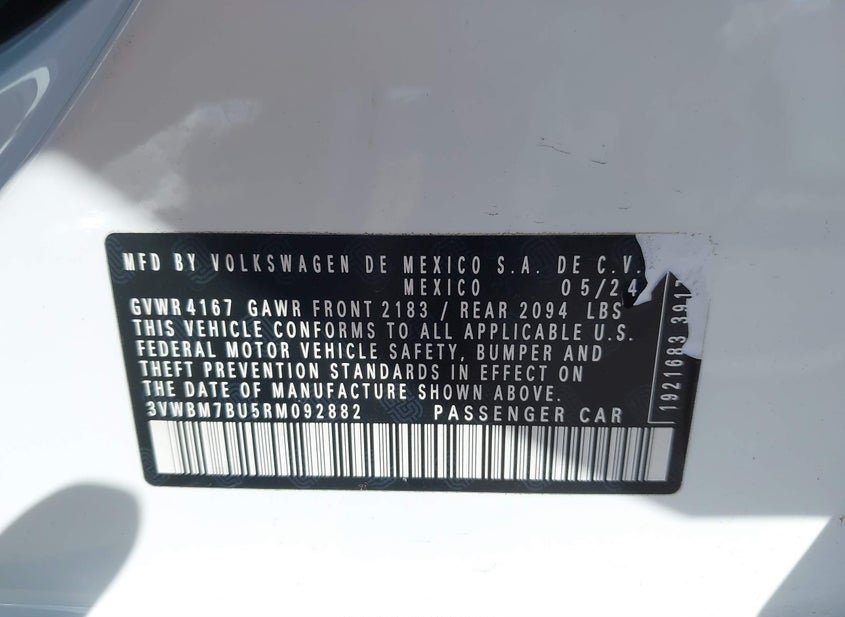 MFD BY VOLKSWAGEN DE MEXICO S.A. DE C.V.
MEXICO 05/24
GVWR 4167 GAWR FRONT 2183 / REAR 2094 LBS
THIS VEHICLE CONFORMS TO ALL APPLICABLE U.S.
FEDERAL MOTOR VEHICLE SAFETY, BUMPER AND
THEFT PREVENTION STANDARDS IN EFFECT ON
THE DATE OF MANUFACTURE SHOWN ABOVE.
3VWBM7BU5RM092882 PASSENGER CAR
1921683 3917